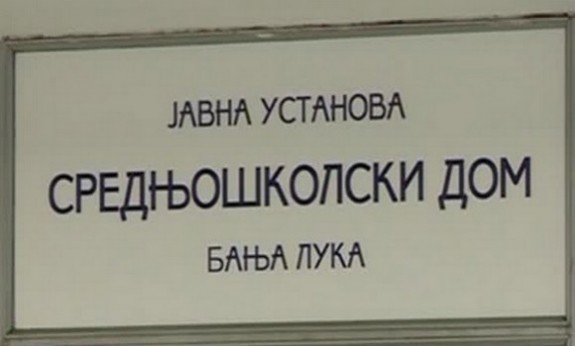 ЈАВНА УСТАНОВА
СРЕДЊОШКОЛСКИ ДОМ
БАЊА ЛУКА